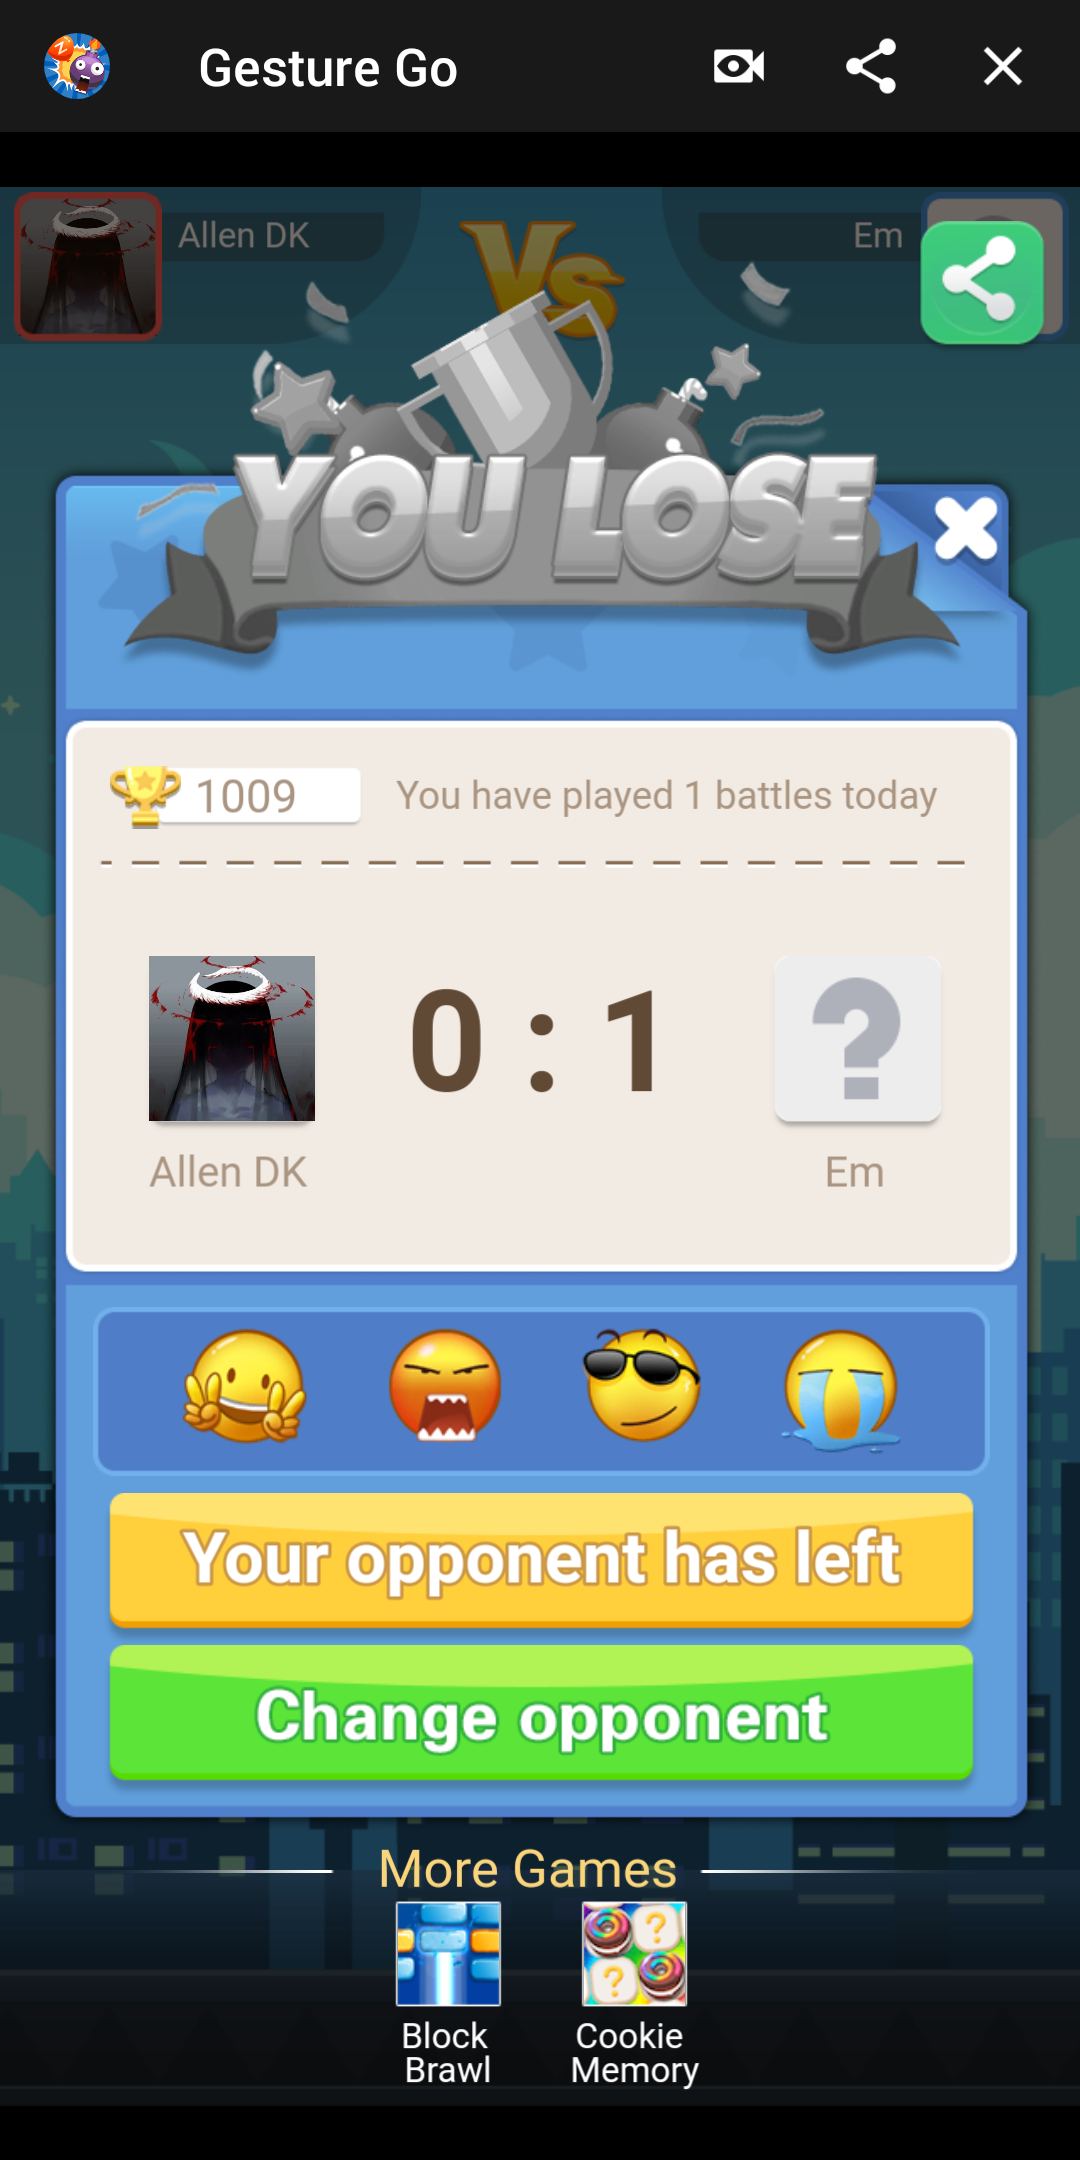 Gesture Go
Allen DK
Vs
Em
YOU LOSE
1009
You have played 1 battles today
0 : 1
Allen DK
Em
Your opponent has left
Change opponent
More Games
Block
Brawl
Cookie
Memory